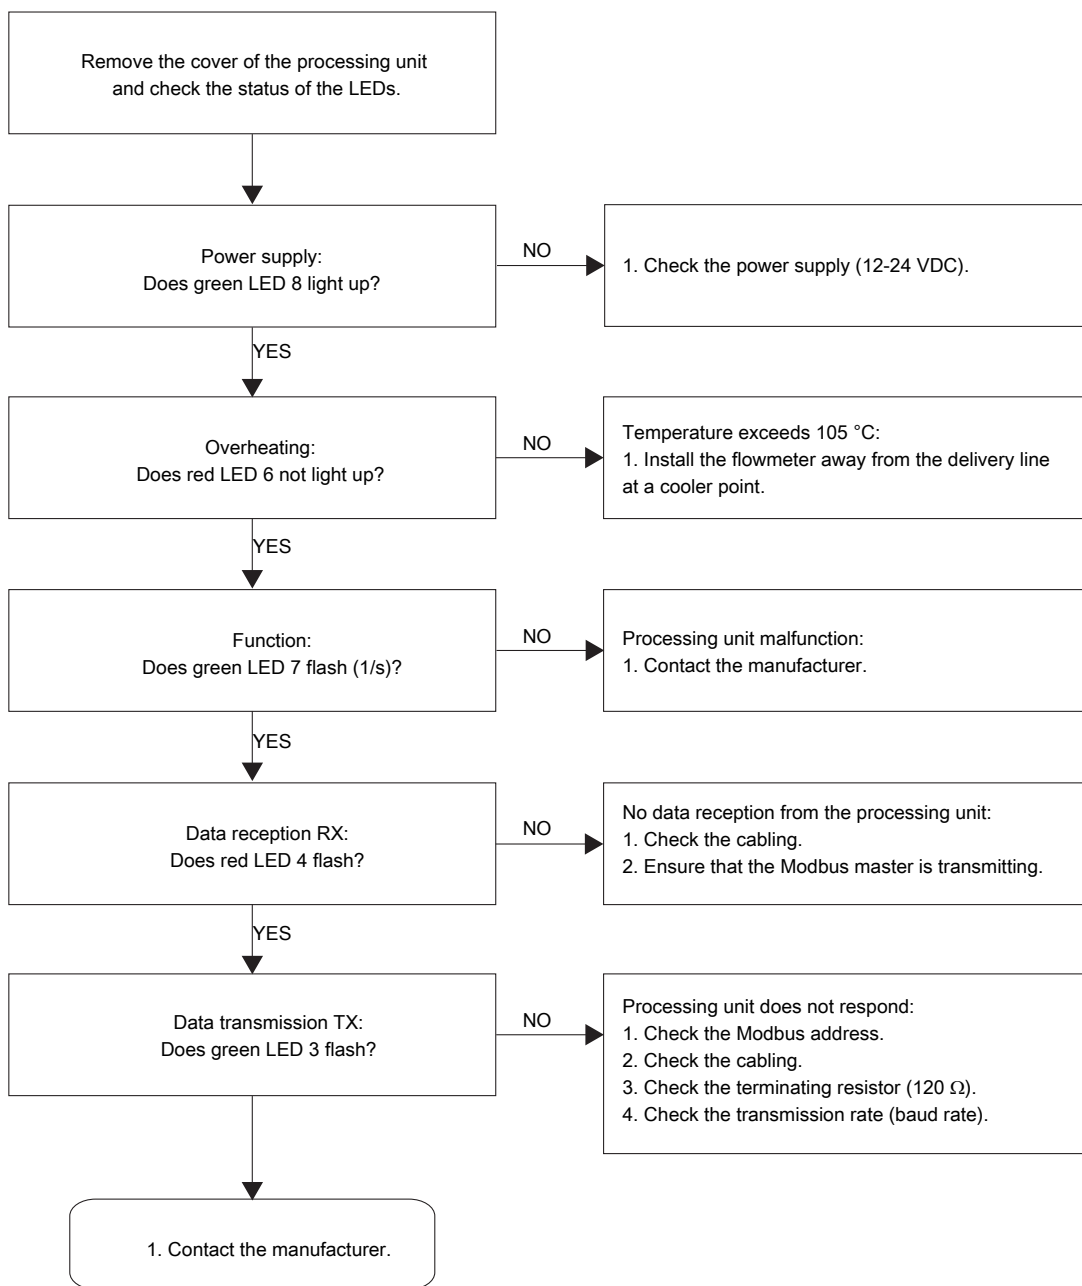 Remove the cover of the processing unit
and check the status of the LEDs.
Power supply:
Does green LED 8 light up?
NO
1. Check the power supply (12-24 VDC).
YES
Overheating:
Does red LED 6 not light up?
NO
Temperature exceeds 105 °C:
1. Install the flowmeter away from the delivery line
at a cooler point.
YES
Function:
Does green LED 7 flash (1/s)?
NO
Processing unit malfunction:
1. Contact the manufacturer.
YES
Data reception RX:
Does red LED 4 flash?
NO
No data reception from the processing unit:
1. Check the cabling.
2. Ensure that the Modbus master is transmitting.
YES
Data transmission TX:
Does green LED 3 flash?
NO
Processing unit does not respond:
1. Check the Modbus address.
2. Check the cabling.
3. Check the terminating resistor (120 Ω).
4. Check the transmission rate (baud rate).
1. Contact the manufacturer.